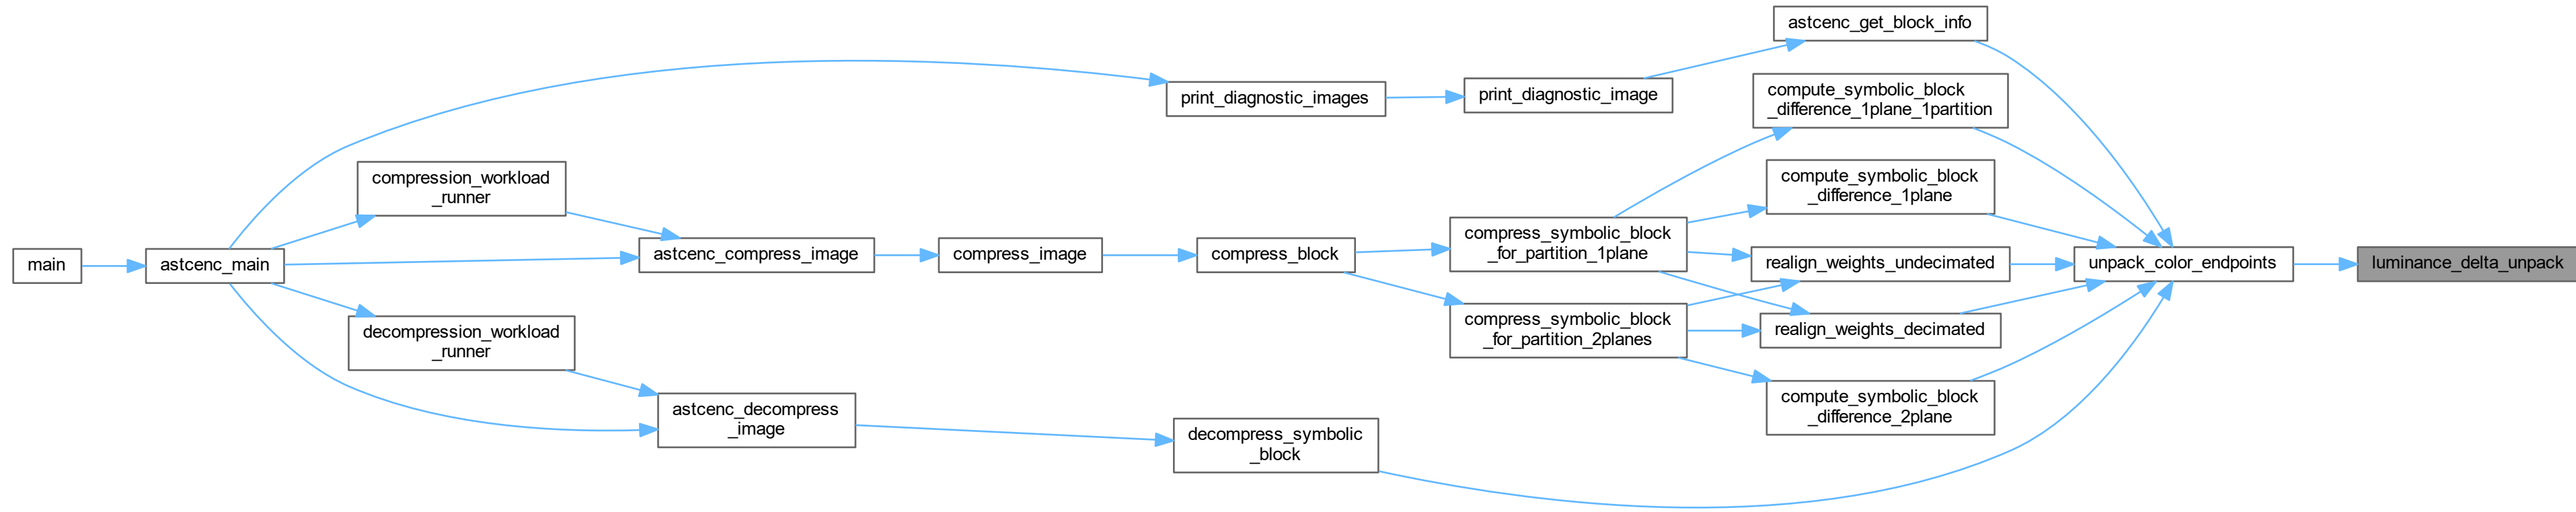 main
astcenc_main
compression_workload
_runner
decompression_workload
_runner
astcenc_compress_image
astcenc_decompress
_image
compress_image
print_diagnostic_images
compress_block
decompress_symbolic
_block
print_diagnostic_image
compress_symbolic_block
_for_partition_1plane
compress_symbolic_block
_for_partition_2planes
astcenc_get_block_info
compute_symbolic_block
_difference_1plane_1partition
compute_symbolic_block
_difference_1plane
realign_weights_undecimated
realign_weights_decimated
compute_symbolic_block
_difference_2plane
unpack_color_endpoints
luminance_delta_unpack